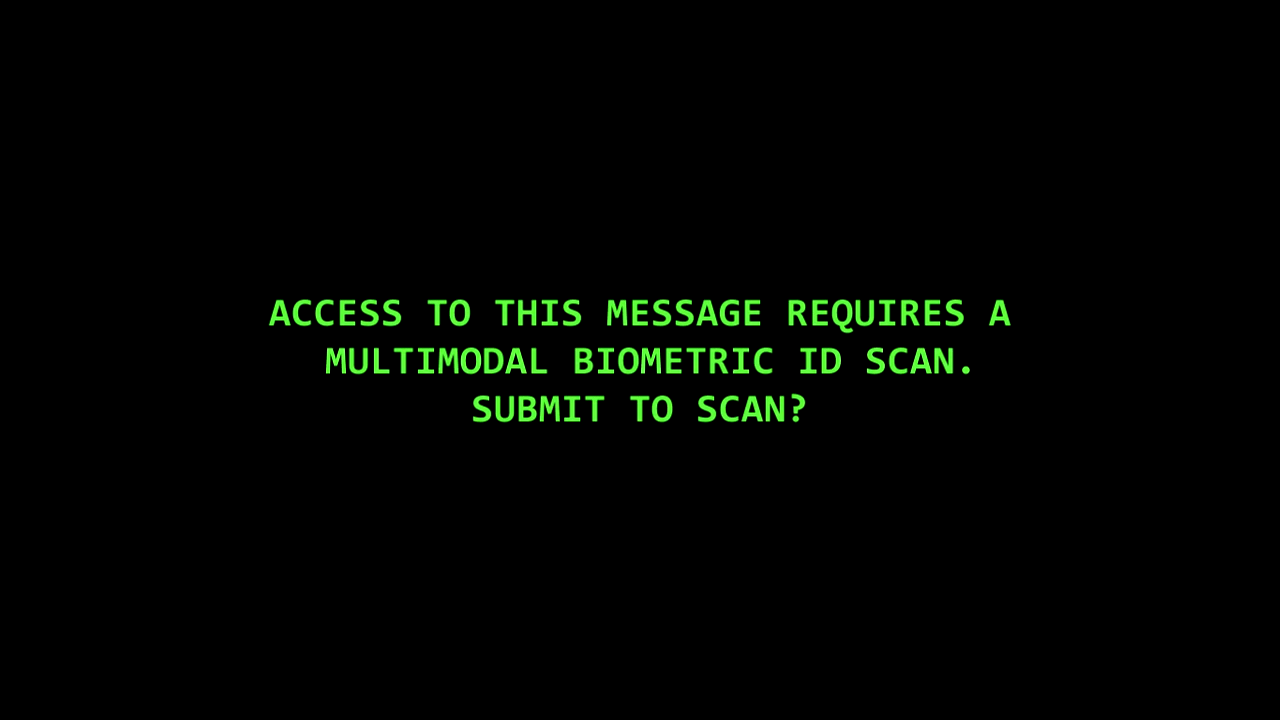 ACCESS TO THIS MESSAGE REQUIRES A
MULTIMODAL BIOMETRIC ID SCAN.
SUBMIT TO SCAN?